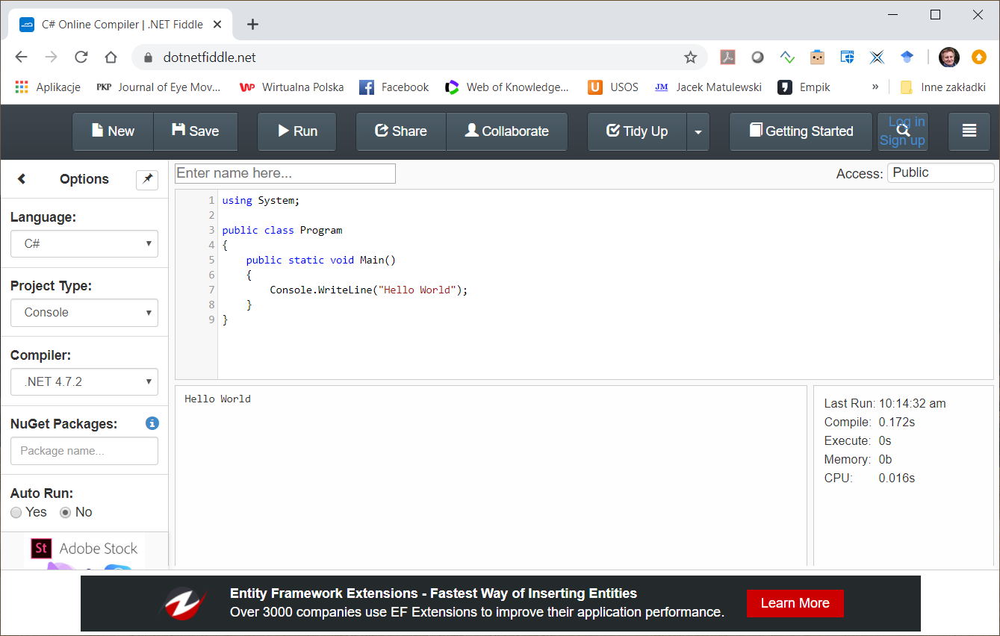 C# Online Compiler | .NET Fiddle
dotnetfiddle.net
Aplikacje PKP Journal of Eye Mov... WP Wirtualna Polska Facebook Web of Knowledge... U USOS JM Jacek Matulewski Empik » Inne zakładki
New Save Run Share Collaborate Tidy Up Getting Started Log in
Sign up
Options
Enter name here...
Access: Public
Language:
C#
Project Type:
Console
Compiler:
.NET 4.7.2
NuGet Packages:
Package name...
Auto Run:
Yes No
St Adobe Stock
1 using System;
2
3 public class Program
4 {
5 public static void Main()
6 {
7 Console.WriteLine("Hello World");
8 }
9 }
Hello World
Last Run: 10:14:32 am
Compile: 0.172s
Execute: 0s
Memory: 0b
CPU: 0.016s
Entity Framework Extensions - Fastest Way of Inserting Entities
Over 3000 companies use EF Extensions to improve their application performance.
Learn More